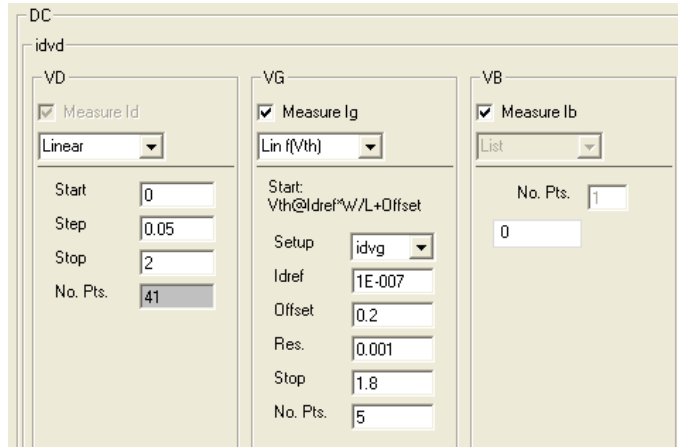 DC
idvd
VD
Measure Id
Linear
Start 0
Step 0.05
Stop 2
No. Pts. 41
VG
Measure Ig
Lin f(Vth)
Start:
Vth@Idref*W/L+Offset
Setup idvg
Idref 1E-007
Offset 0.2
Res. 0.001
Stop 1.8
No. Pts. 5
VB
Measure Ib
List
No. Pts. 1
0